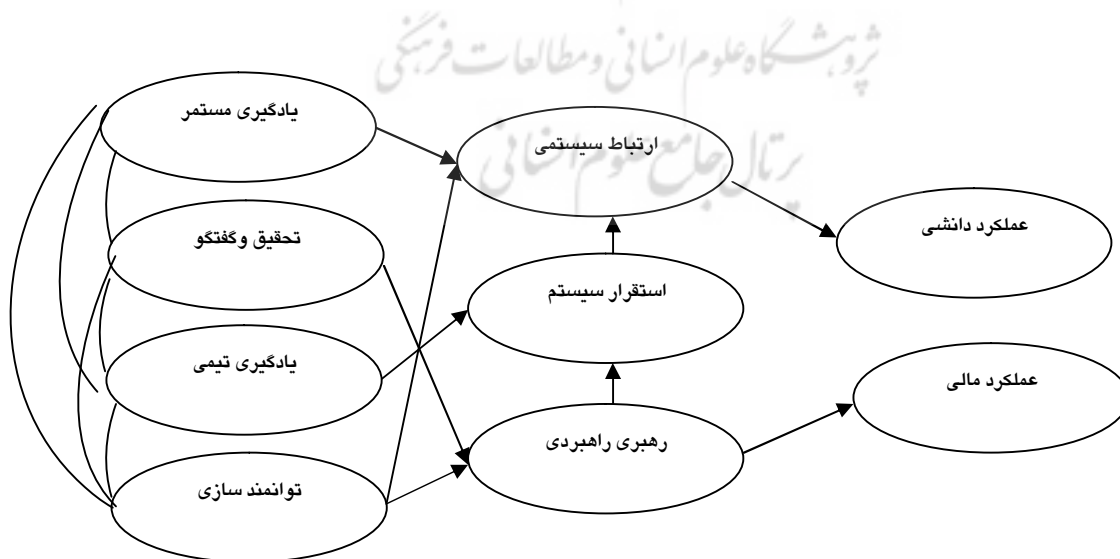 پژوهشگاه علوم انسانی و مطالعات فرهنگی
پرتال جامع علوم انسانی
یادگیری مستمر
ارتباط سیستمی
تحقیق وگفتگو
عملکرد دانشی
استقرار سیستم
یادگیری تیمی
عملکرد مالی
رهبری راهبردی
توانمند سازی